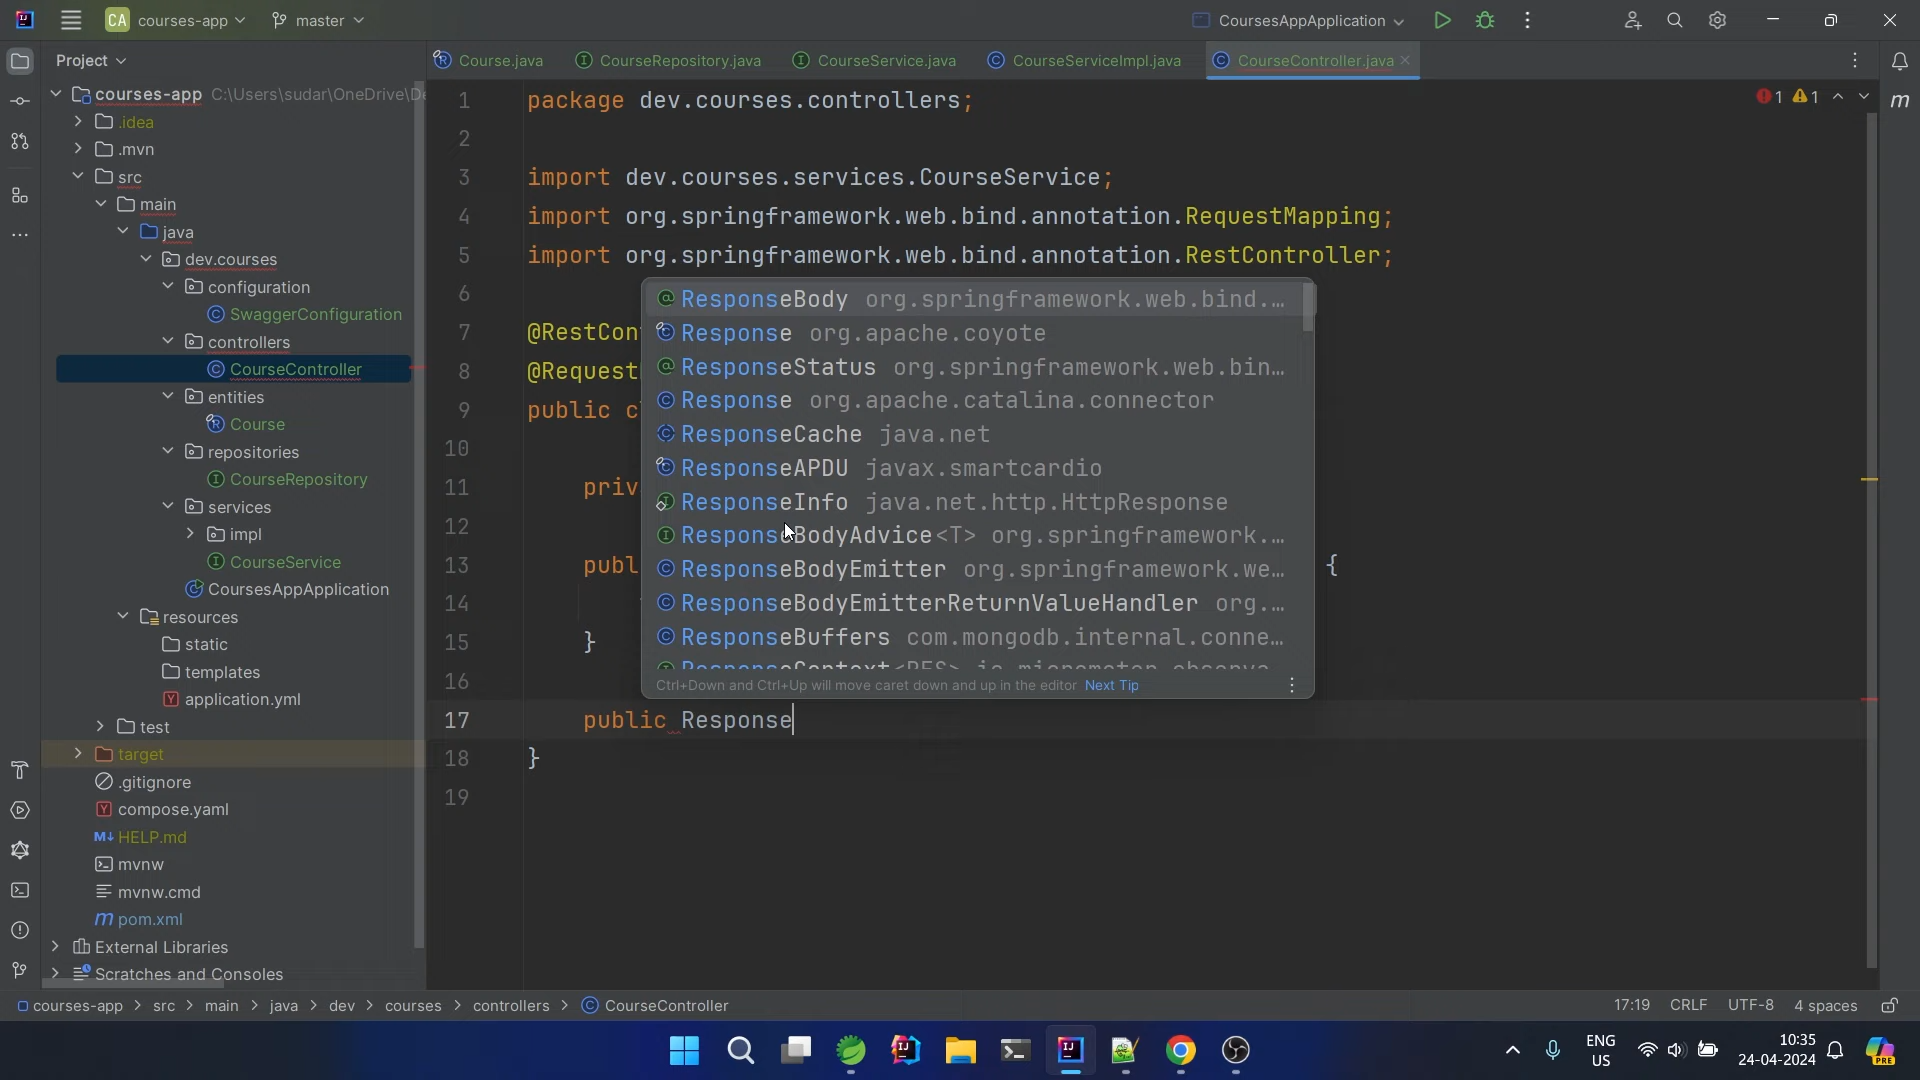 CA courses-app master CoursesAppApplication
Project
Course.java CourseRepository.java CourseService.java CourseServiceImpl.java CourseController.java
courses-app C:\Users\sudar\OneDrive\De
.idea
.mvn
src
main
java
dev.courses
configuration
SwaggerConfiguration
controllers
CourseController
entities
Course
repositories
CourseRepository
services
impl
CourseService
CoursesAppApplication
resources
static
templates
application.yml
test
target
.gitignore
compose.yaml
HELP.md
mvnw
mvnw.cmd
pom.xml
External Libraries
Scratches and Consoles
1 package dev.courses.controllers; 1 1
2
3 import dev.courses.services.CourseService;
4 import org.springframework.web.bind.annotation.RequestMapping;
5 import org.springframework.web.bind.annotation.RestController;
6
7 @RestCon
8 @Request
9 public c
10
11 priv
12
13 publ {
14
15 }
16
17 public Response
18 }
19
ResponseBody org.springframework.web.bind.…
Response org.apache.coyote
ResponseStatus org.springframework.web.bin…
Response org.apache.catalina.connector
ResponseCache java.net
ResponseAPDU javax.smartcardio
ResponseInfo java.net.http.HttpResponse
ResponseBodyAdvice<T> org.springframework.…
ResponseBodyEmitter org.springframework.we…
ResponseBodyEmitterReturnValueHandler org.…
ResponseBuffers com.mongodb.internal.conne…
ResponseContext<RES> io.micrometer.observa…
Ctrl+Down and Ctrl+Up will move caret down and up in the editor Next Tip
courses-app > src > main > java > dev > courses > controllers > CourseController 17:19 CRLF UTF-8 4 spaces
ENG
US
10:35
24-04-2024
PRE